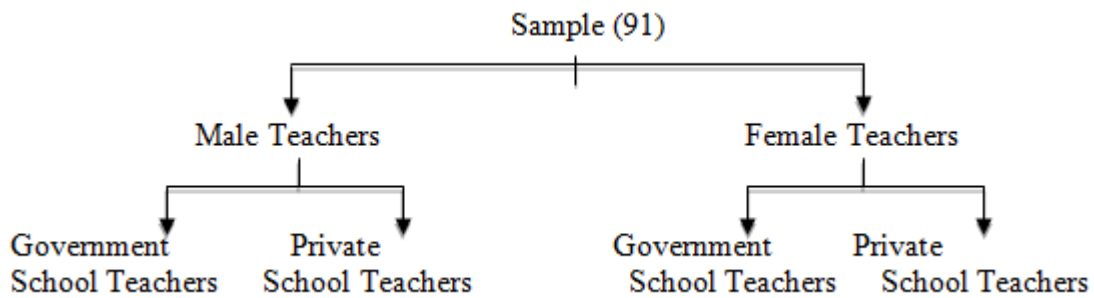 Sample (91)
Male Teachers
Female Teachers
Government
School Teachers
Private
School Teachers
Government
School Teachers
Private
School Teachers